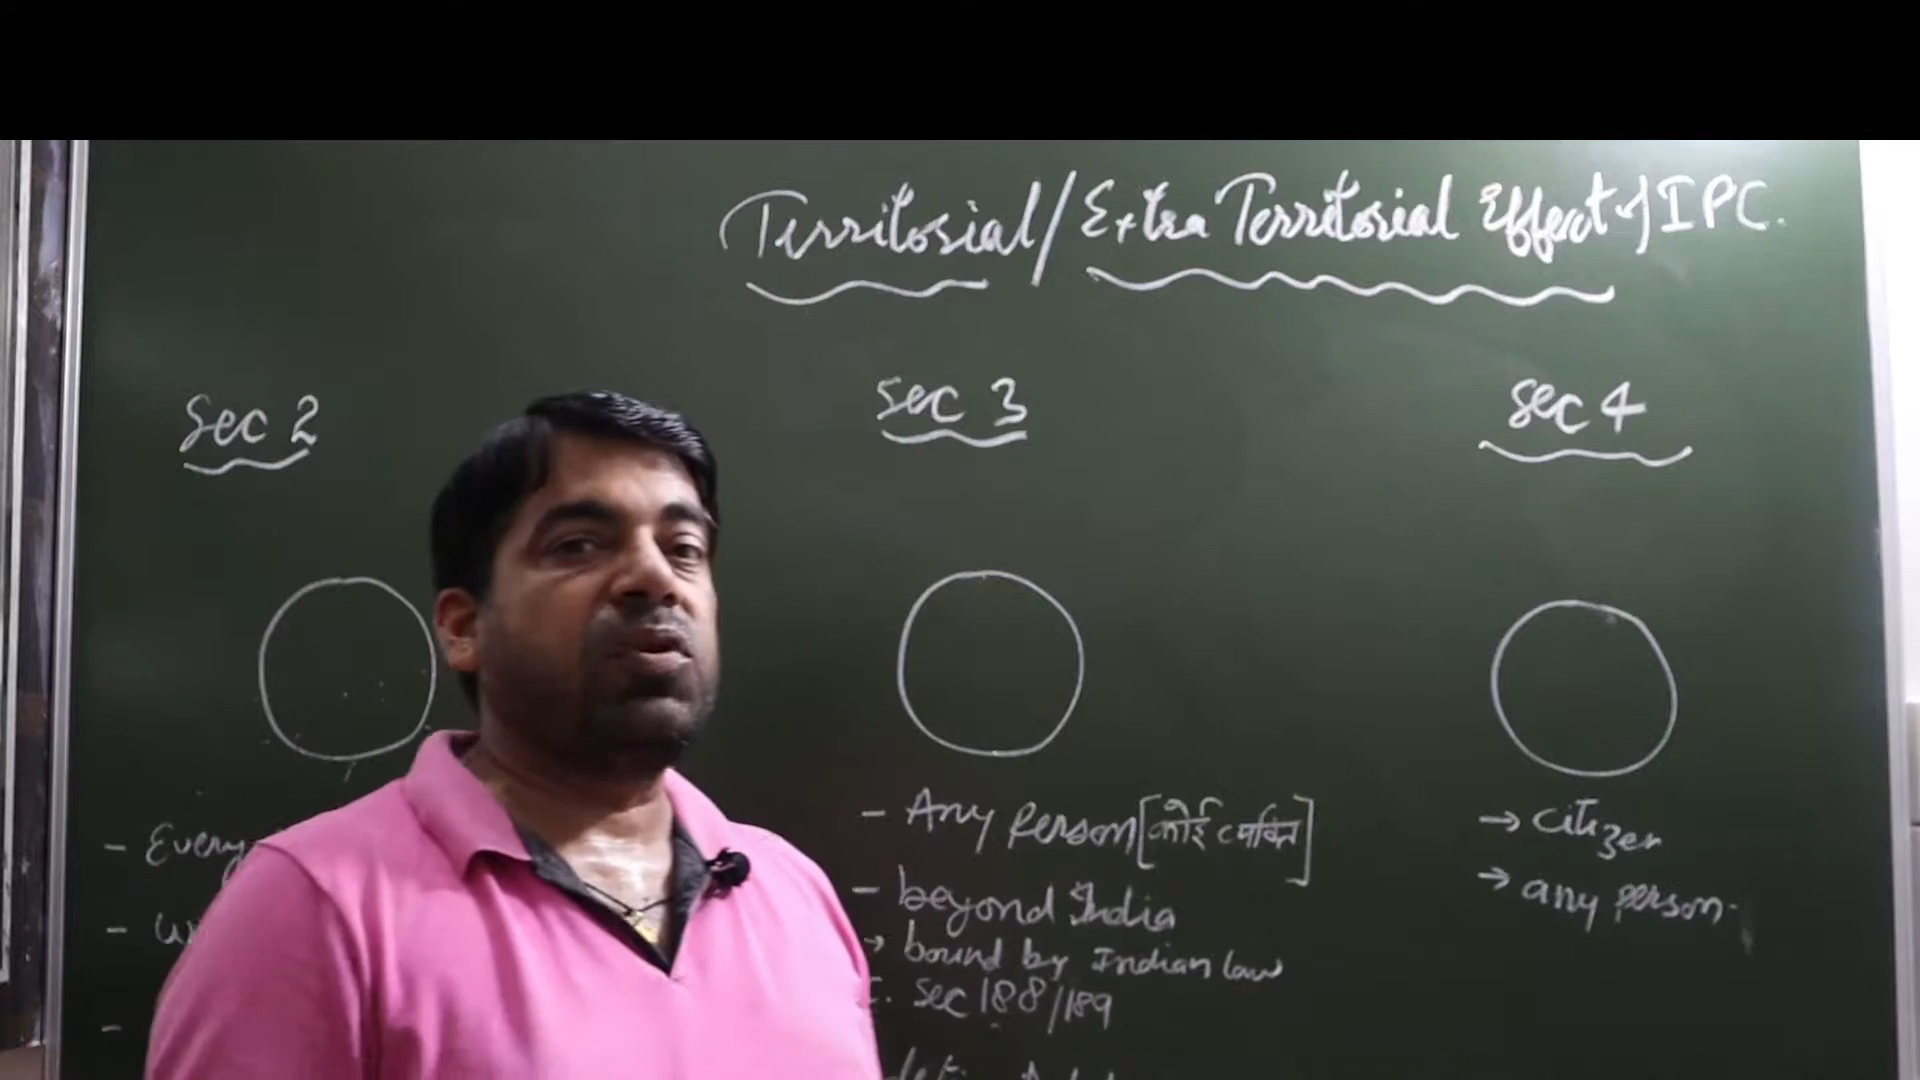 Territorial/Extra Territorial Effect of IPC.
Sec 2
Sec 3
Sec 4
- Every
-
-
- Any Person [कोई व्यक्ति]
- beyond India
→ bound by Indian law
sec 188/189
→ citizen
→ any person.